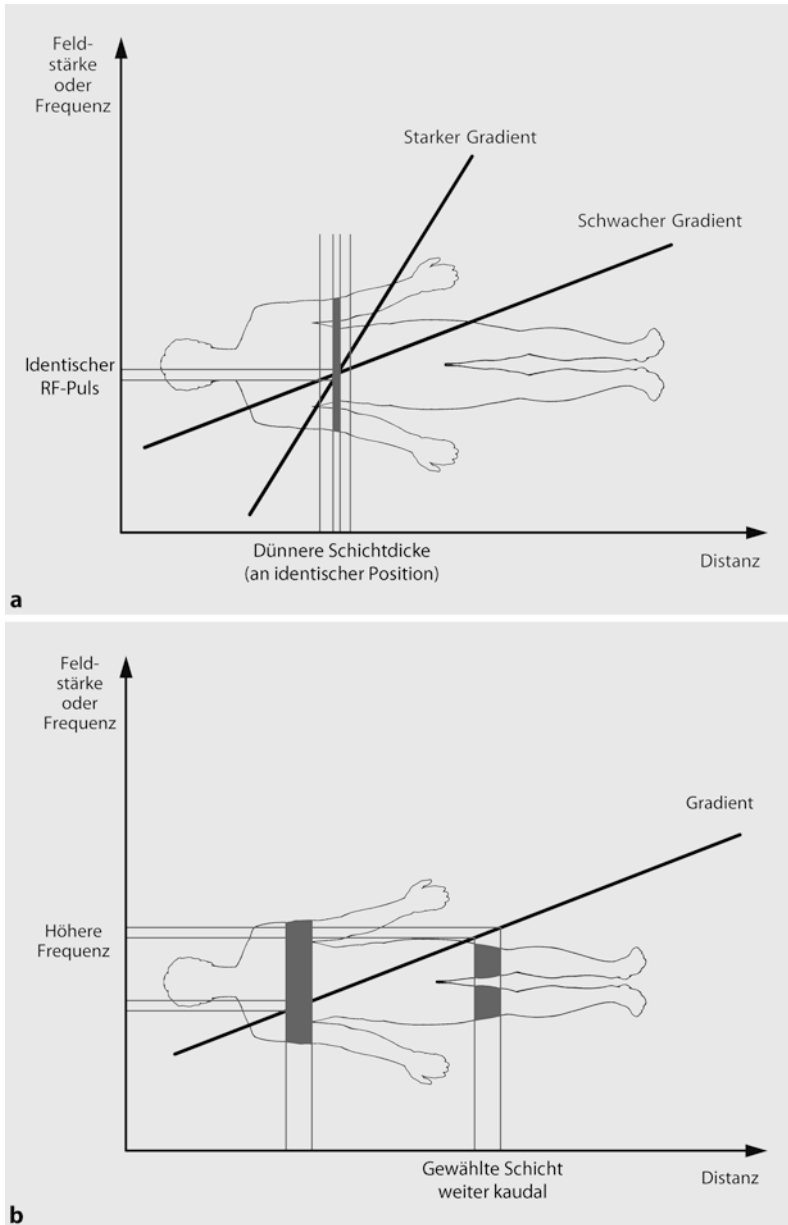 Feld-
stärke
oder
Frequenz
Starker Gradient
Schwacher Gradient
Identischer
RF-Puls
Dünnere Schichtdicke
(an identischer Position)
Distanz
a
Feld-
stärke
oder
Frequenz
Gradient
Höhere
Frequenz
Gewählte Schicht
weiter kaudal
Distanz
b